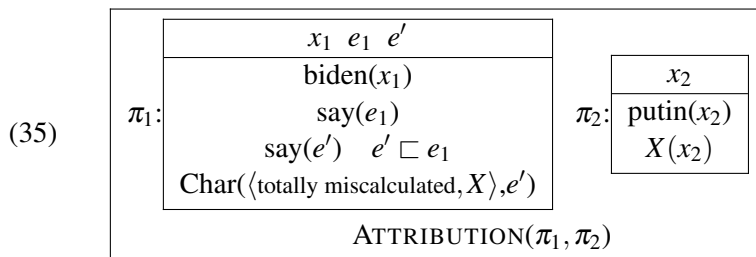 x₁ e₁ e′
x₂
biden(x₁)
(35) π₁: say(e₁) π₂: putin(x₂)
say(e′) e′ ⊏ e₁ X(x₂)
Char(⟨totally miscalculated, X⟩,e′)
ATTRIBUTION(π₁, π₂)